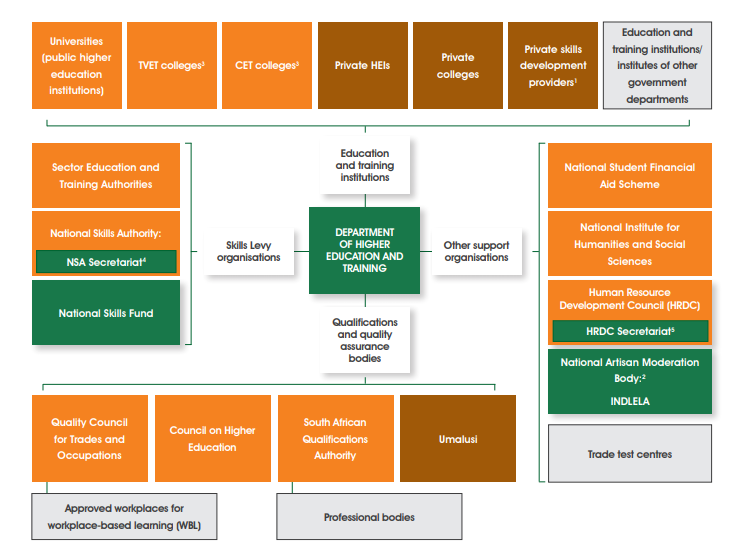 Universities
(public higher
education
institutions)
TVET colleges³
CET colleges³
Private HEIs
Private
colleges
Private skills
development
providers¹
Education and
training institutions/
institutes of other
government
departments
Education
and training
institutions
Sector Education and
Training Authorities
National Skills Authority:
NSA Secretariat⁴
National Skills Fund
Skills Levy
organisations
DEPARTMENT
OF HIGHER
EDUCATION AND
TRAINING
Other support
organisations
National Student Financial
Aid Scheme
National Institute for
Humanities and Social
Sciences
Human Resource
Development Council (HRDC)
HRDC Secretariat⁵
National Artisan Moderation
Body:²
INDLELA
Trade test centres
Qualifications
and quality
assurance
bodies
Quality Council
for Trades and
Occupations
Council on Higher
Education
South African
Qualifications
Authority
Umalusi
Approved workplaces for
workplace-based learning (WBL)
Professional bodies